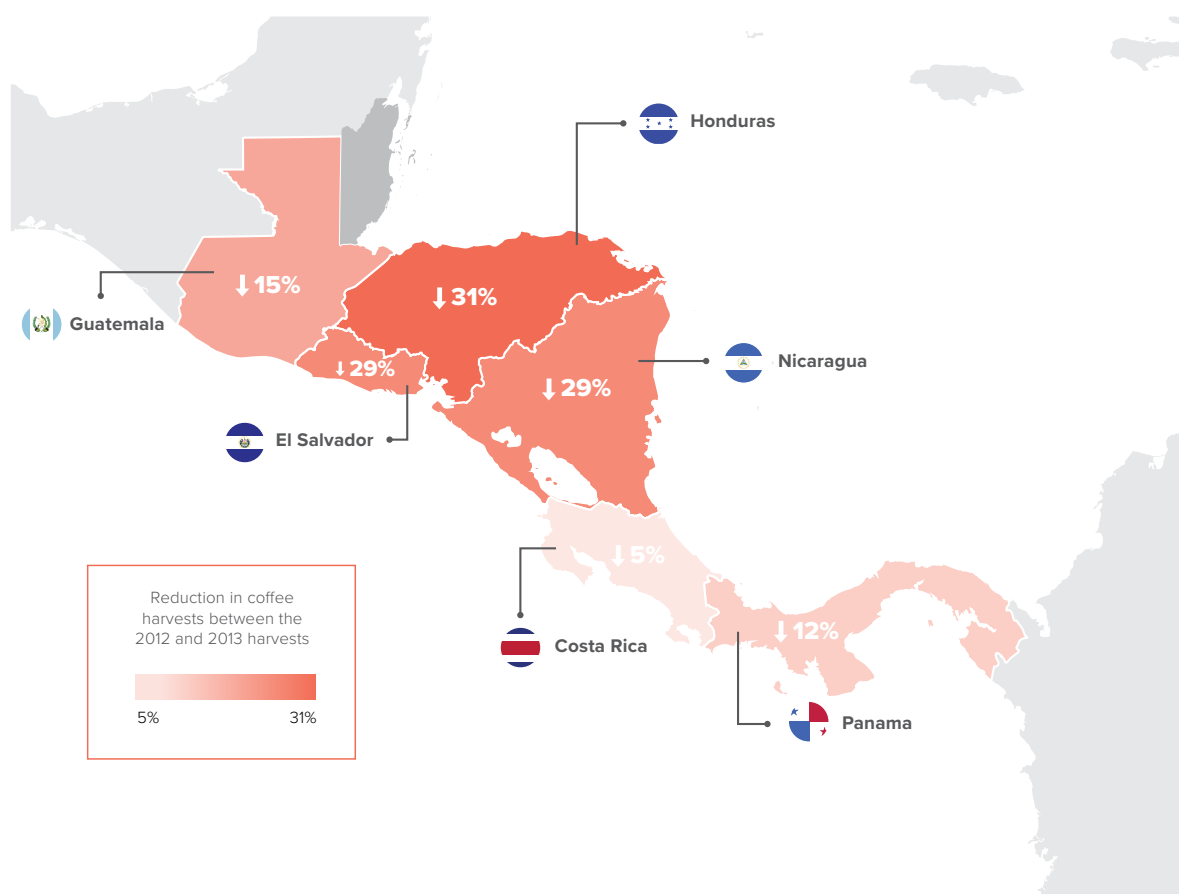 Honduras
↓15%
↓31%
Guatemala
↓29%
Nicaragua
↓29%
El Salvador
↓5%
Costa Rica
↓12%
Panama
Reduction in coffee
harvests between the
2012 and 2013 harvests
5%
31%